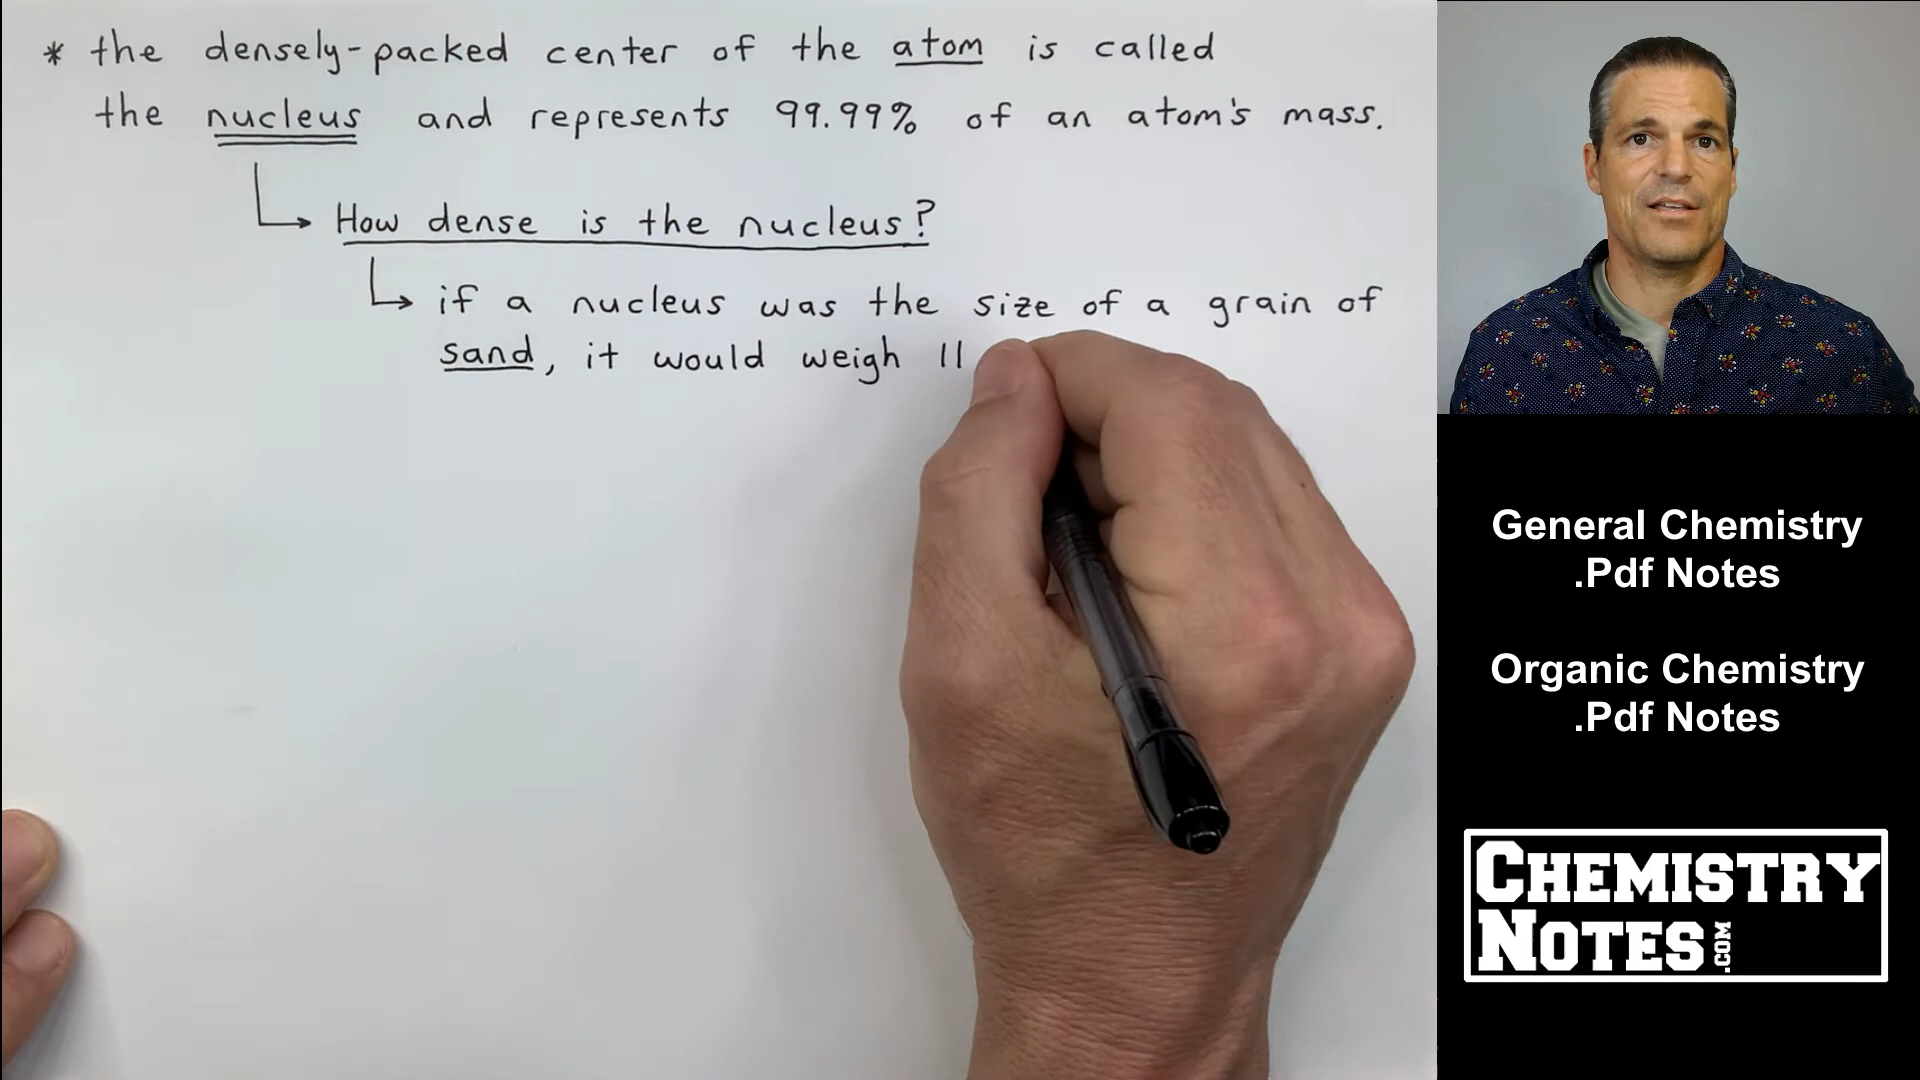 * the densely-packed center of the atom is called
the nucleus and represents 99.99% of an atom's mass.
How dense is the nucleus?
if a nucleus was the size of a grain of
sand, it would weigh 11
General Chemistry
.Pdf Notes
Organic Chemistry
.Pdf Notes
CHEMISTRY
NOTES.COM